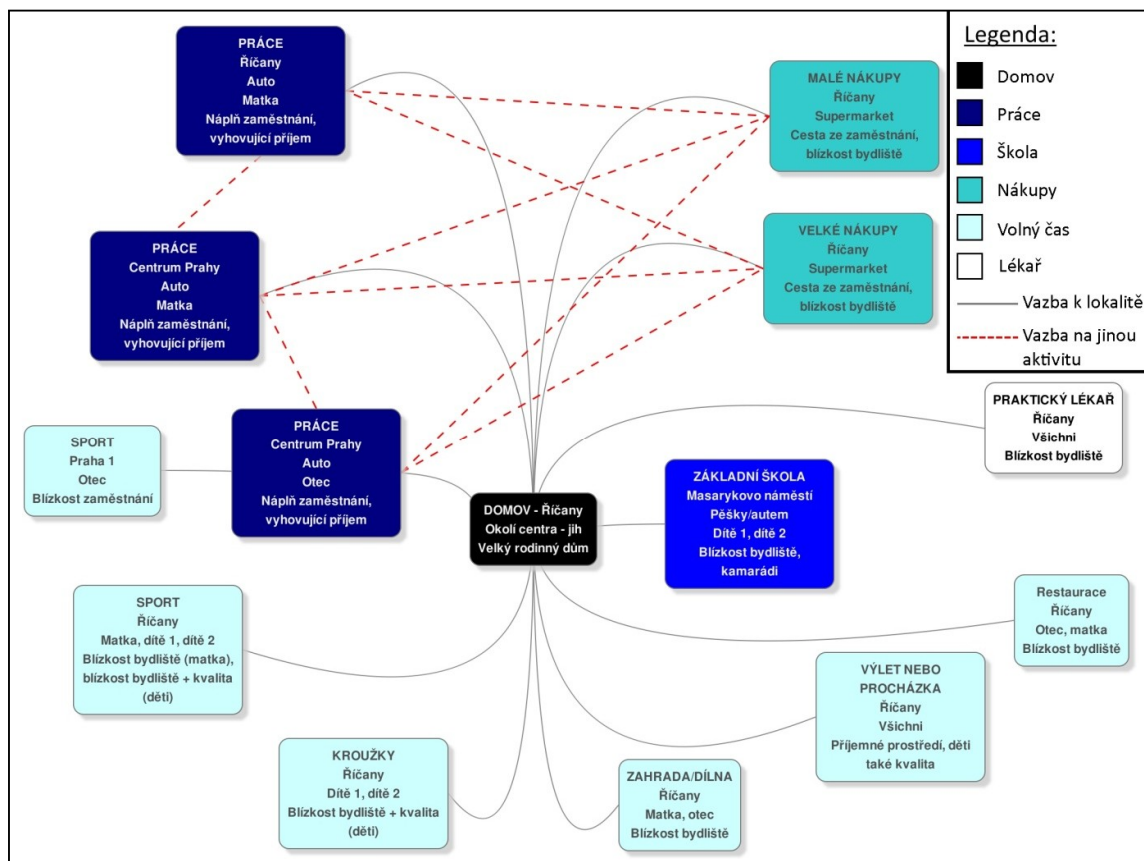 PRÁCE
Říčany
Auto
Matka
Náplň zaměstnání,
vyhovující příjem
MALÉ NÁKUPY
Říčany
Supermarket
Cesta ze zaměstnání,
blízkost bydliště
Legenda:
Domov
Práce
Škola
Nákupy
Volný čas
Lékař
Vazba k lokalitě
Vazba na jinou
aktivitu
PRÁCE
Centrum Prahy
Auto
Matka
Náplň zaměstnání,
vyhovující příjem
VELKÉ NÁKUPY
Říčany
Supermarket
Cesta ze zaměstnání,
blízkost bydliště
PRAKTICKÝ LÉKAŘ
Říčany
Všichni
Blízkost bydliště
SPORT
Praha 1
Otec
Blízkost zaměstnání
PRÁCE
Centrum Prahy
Auto
Otec
Náplň zaměstnání,
vyhovující příjem
DOMOV - Říčany
Okolí centra - jih
Velký rodinný dům
ZÁKLADNÍ ŠKOLA
Masarykovo náměstí
Pěšky/autem
Dítě 1, dítě 2
Blízkost bydliště,
kamarádi
SPORT
Říčany
Matka, dítě 1, dítě 2
Blízkost bydliště (matka),
blízkost bydliště + kvalita
(děti)
Restaurace
Říčany
Otec, matka
Blízkost bydliště
VÝLET NEBO
PROCHÁZKA
Říčany
Všichni
Příjemné prostředí, děti
také kvalita
KROUŽKY
Říčany
Dítě 1, dítě 2
Blízkost bydliště + kvalita
(děti)
ZAHRADA/DÍLNA
Říčany
Matka, otec
Blízkost bydliště